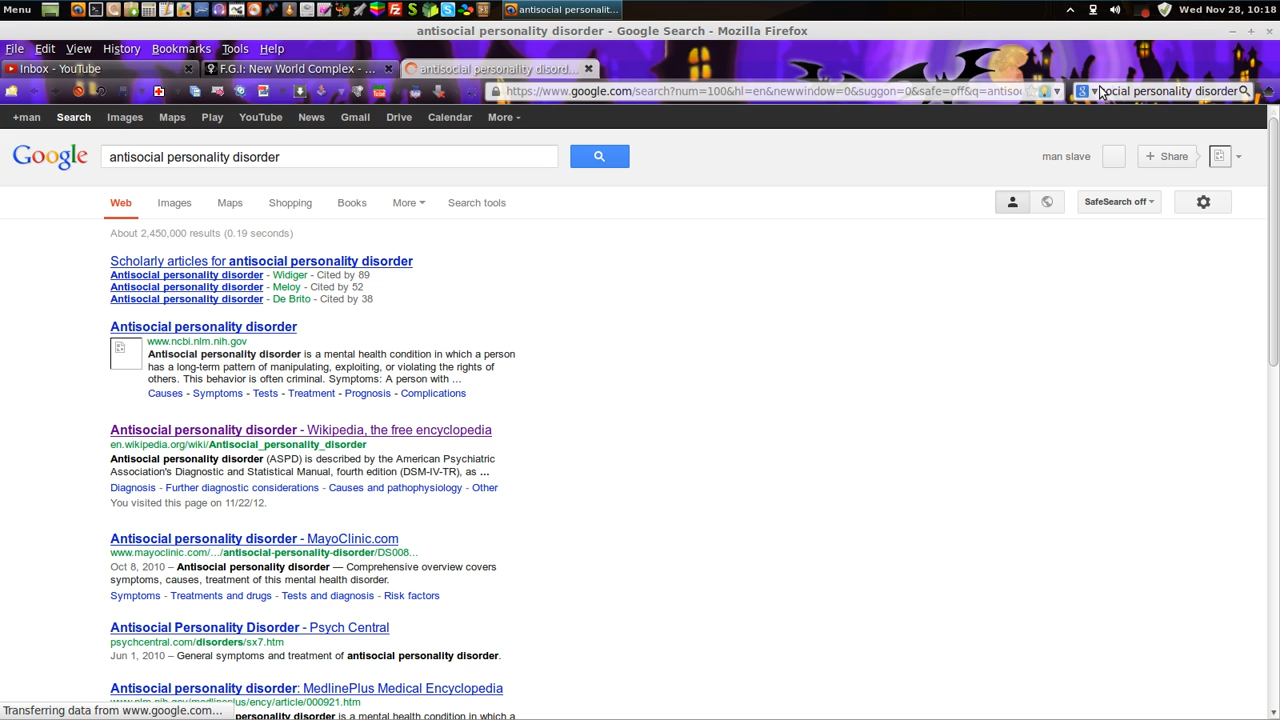 Menu
antisocial personalit...
Wed Nov 28, 10:18
antisocial personality disorder - Google Search - Mozilla Firefox
File Edit View History Bookmarks Tools Help
Inbox - YouTube
F.G.I: New World Complex - ...
antisocial personality disord...
https://www.google.com/search?num=100&hl=en&newwindow=0&suggon=0&safe=off&q=antisoc
ocial personality disorder
+man Search Images Maps Play YouTube News Gmail Drive Calendar More
Google
antisocial personality disorder
man slave
+ Share
Web Images Maps Shopping Books More Search tools
SafeSearch off
About 2,450,000 results (0.19 seconds)
Scholarly articles for antisocial personality disorder
Antisocial personality disorder - Widiger - Cited by 89
Antisocial personality disorder - Meloy - Cited by 52
Antisocial personality disorder - De Brito - Cited by 38
Antisocial personality disorder
www.ncbi.nlm.nih.gov
Antisocial personality disorder is a mental health condition in which a person
has a long-term pattern of manipulating, exploiting, or violating the rights of
others. This behavior is often criminal. Symptoms: A person with ...
Causes - Symptoms - Tests - Treatment - Prognosis - Complications
Antisocial personality disorder - Wikipedia, the free encyclopedia
en.wikipedia.org/wiki/Antisocial_personality_disorder
Antisocial personality disorder (ASPD) is described by the American Psychiatric
Association's Diagnostic and Statistical Manual, fourth edition (DSM-IV-TR), as ...
Diagnosis - Further diagnostic considerations - Causes and pathophysiology - Other
You visited this page on 11/22/12.
Antisocial personality disorder - MayoClinic.com
www.mayoclinic.com/.../antisocial-personality-disorder/DS008...
Oct 8, 2010 – Antisocial personality disorder — Comprehensive overview covers
symptoms, causes, treatment of this mental health disorder.
Symptoms - Treatments and drugs - Tests and diagnosis - Risk factors
Antisocial Personality Disorder - Psych Central
psychcentral.com/disorders/sx7.htm
Jun 1, 2010 – General symptoms and treatment of antisocial personality disorder.
Antisocial personality disorder: MedlinePlus Medical Encyclopedia
www.nlm.nih.gov/medlineplus/ency/article/000921.htm
personality disorder is a mental health condition in which a
Transferring data from www.google.com...